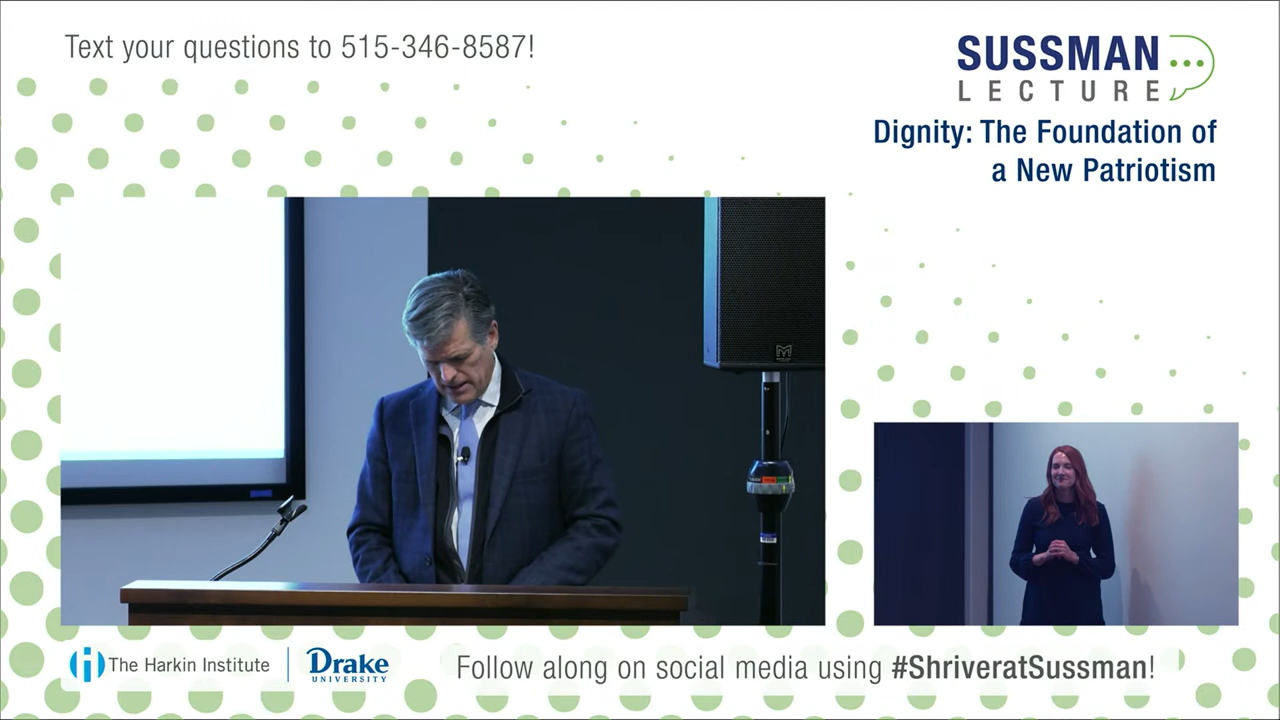 Text your questions to 515-346-8587!
SUSSMAN
LECTURE
Dignity: The Foundation of
a New Patriotism
The Harkin Institute
Drake
UNIVERSITY
Follow along on social media using #ShriveratSussman!